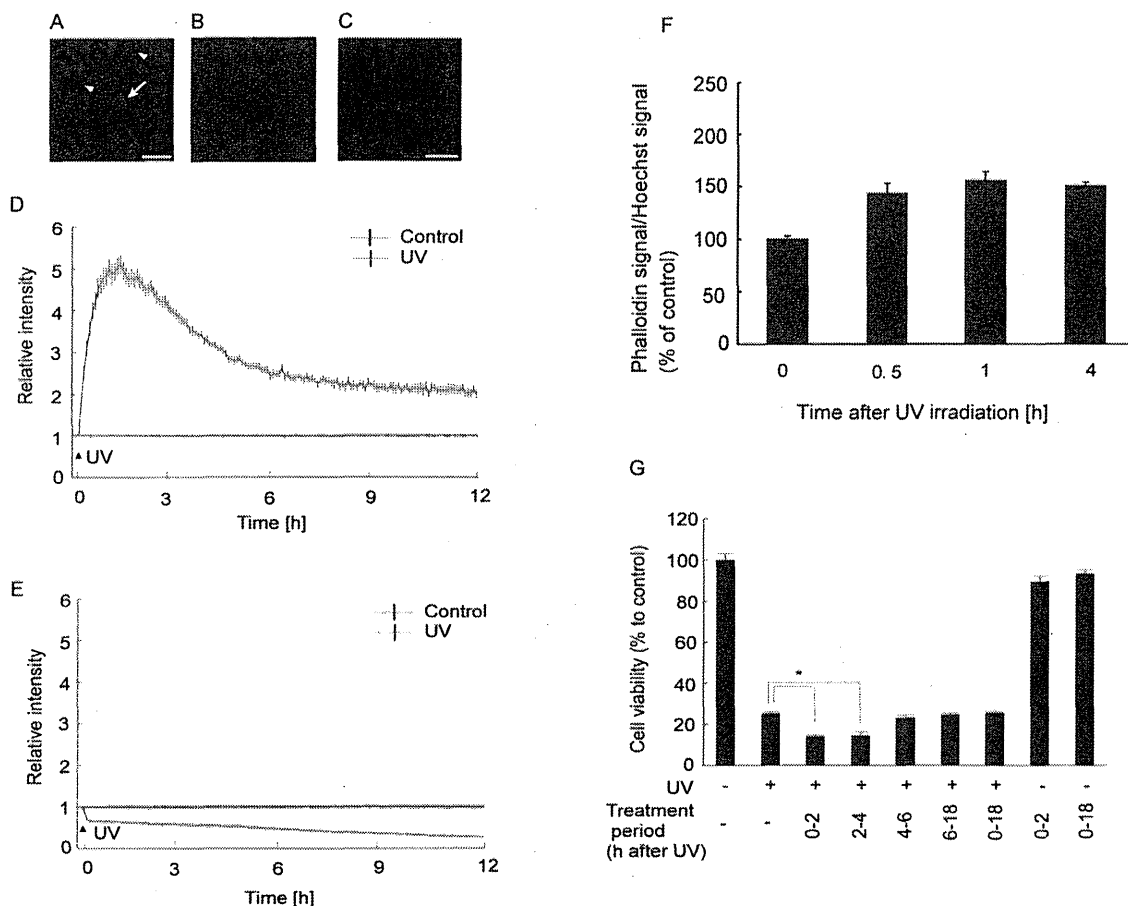 A
B
C
D
6
5
4
3
2
1
0
Relative intensity
Control
UV
UV
0
3
6
9
12
Time [h]
E
6
5
4
3
2
1
0
Relative intensity
Control
UV
UV
0
3
6
9
12
Time [h]
F
250
200
150
100
50
0
Phalloidin signal/Hoechst signal
(% of control)
0
0. 5
1
4
Time after UV irradiation [h]
G
120
100
80
60
40
20
0
Cell viability (% to control)
*
UV - + + + + + + - -
Treatment
period
(h after UV)
- - 0-2 2-4 4-6 6-18 0-18 0-2 0-18